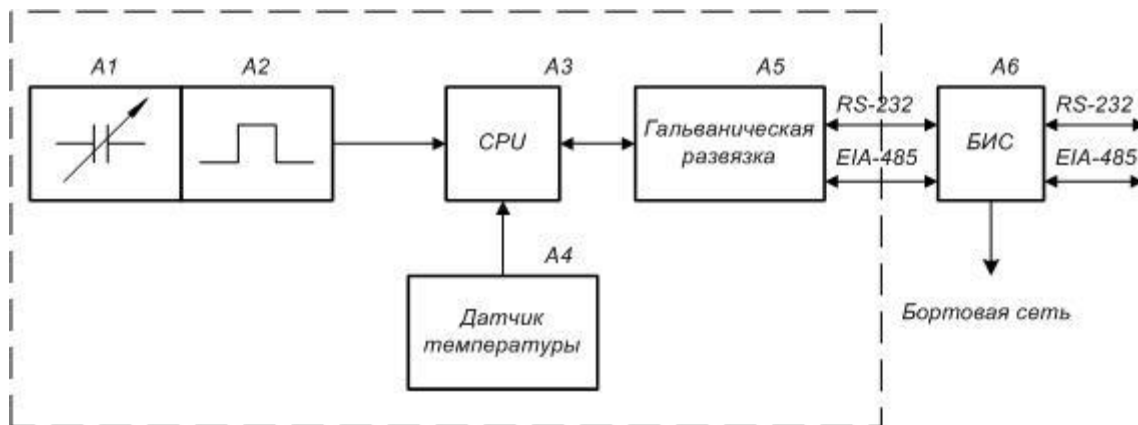 A1
A2
A3
A5
A6
CPU
Гальваническая
развязка
RS-232
EIA-485
БИС
RS-232
EIA-485
A4
Датчик
температуры
Бортовая сеть